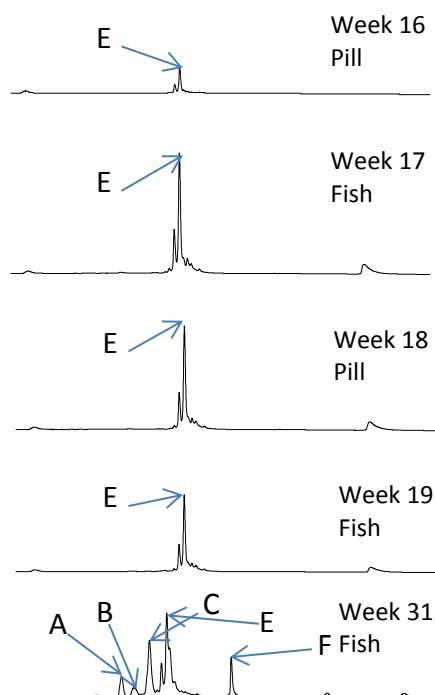 E
Week 16
Pill
E
Week 17
Fish
E
Week 18
Pill
E
Week 19
Fish
A
B
C
E
F
Week 31
Fish